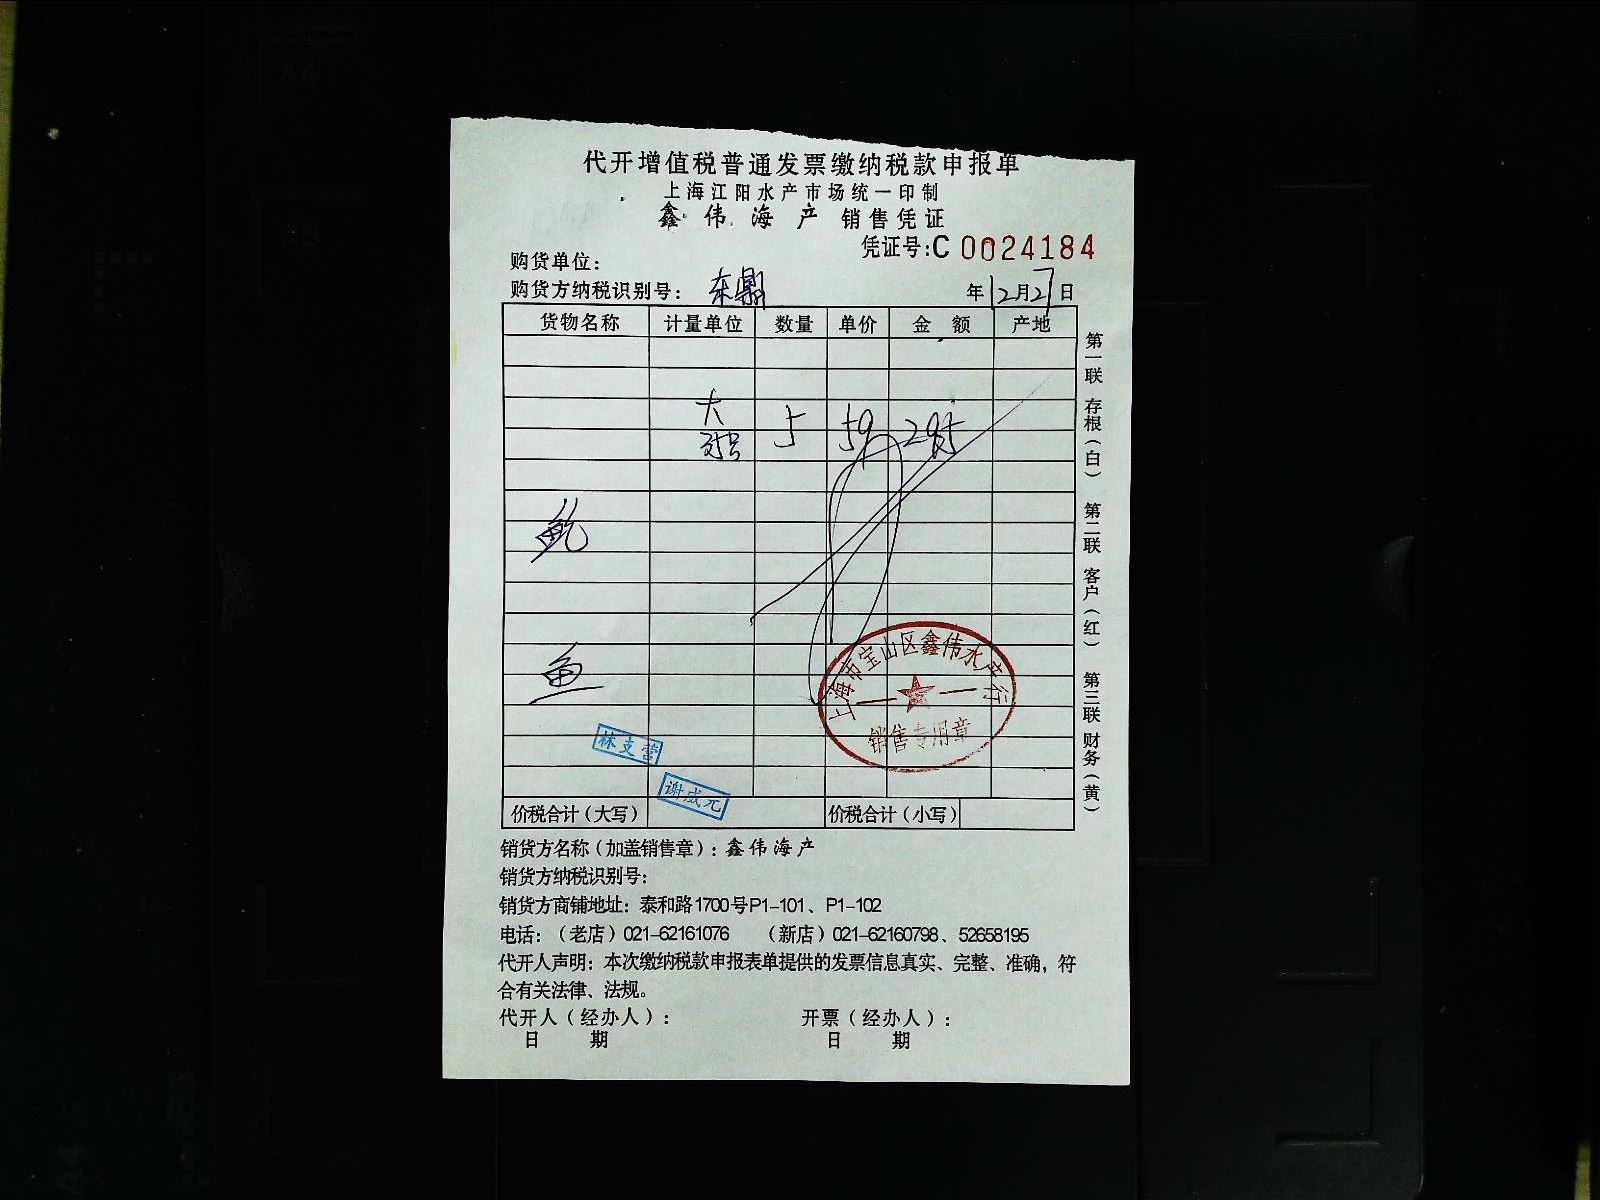 代开增值税普通发票缴纳税款申报单
上海江阳水产市场统一印制
鑫伟海产 销售凭证
凭证号:C 0024184
购货单位：
购货方纳税识别号： 东鼎 年12月27日
货物名称 计量单位 数量 单价 金额 产地
大 5 59 295
鲍
鱼
上海市宝山区鑫伟水产行
销售专用章
林支营
谢成元
价税合计（大写） 价税合计（小写）
第一联 存根（白） 第二联 客户（红） 第三联 财务（黄）
销货方名称（加盖销售章）：鑫伟海产
销货方纳税识别号：
销货方商铺地址：泰和路1700号P1-101、P1-102
电话：（老店）021-62161076 （新店）021-62160798、52658195
代开人声明：本次缴纳税款申报表单提供的发票信息真实、完整、准确，符
合有关法律、法规。
代开人（经办人）： 开票（经办人）：
日 期 日 期